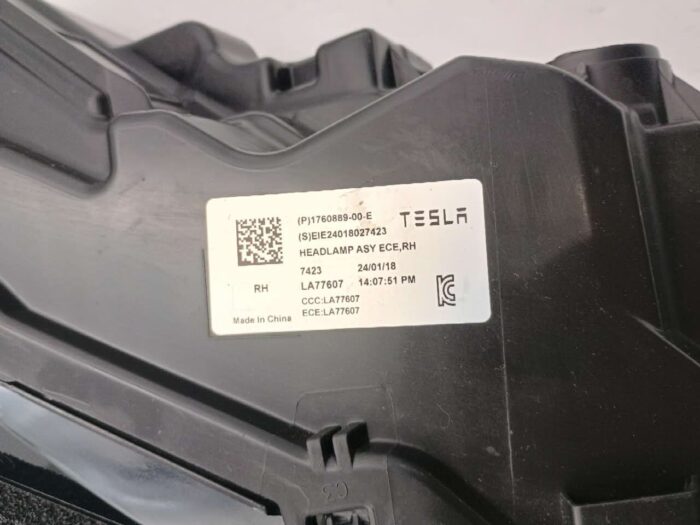 (P)1760889-00-E TESLA
(S)EIE24018027423
HEADLAMP ASY ECE,RH
7423 24/01/18
RH LA77607 14:07:51 PM
CCC:LA77607
Made In China ECE:LA77607
C3